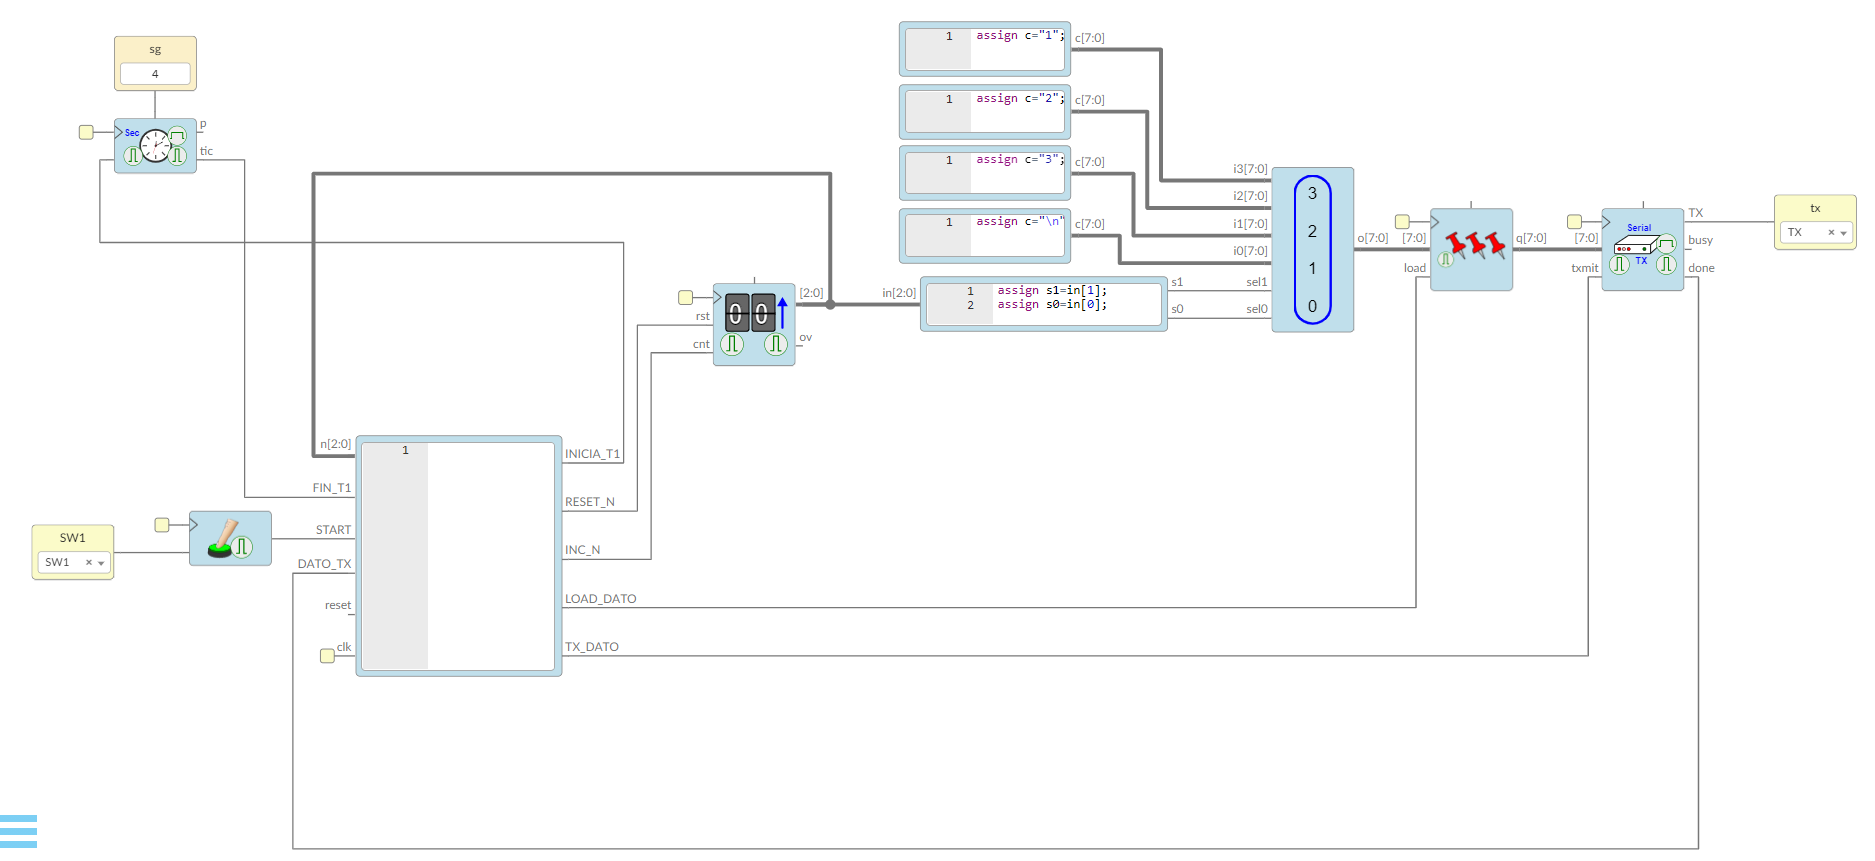 sg
4
Sec
p
tic
1 assign c="1";
c[7:0]
1 assign c="2";
c[7:0]
1 assign c="3";
c[7:0]
1 assign c="\n"
c[7:0]
i3[7:0]
i2[7:0]
i1[7:0]
i0[7:0]
sel1
sel0
3
2
1
0
o[7:0]
[7:0]
load
q[7:0]
[7:0]
txmit
Serial
TX
TX
busy
done
tx
TX
[2:0]
rst
cnt
00
ov
in[2:0]
1 assign s1=in[1];
2 assign s0=in[0];
s1
s0
n[2:0]
FIN_T1
START
DATO_TX
reset
clk
1
INICIA_T1
RESET_N
INC_N
LOAD_DATO
TX_DATO
SW1
SW1